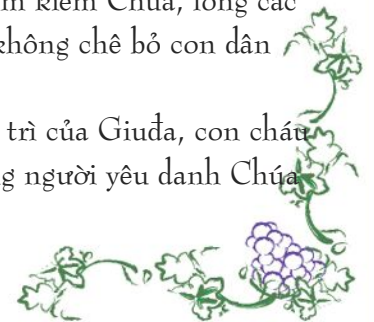 kiếm Chúa, lòng các
không chê bỏ con dân
trì của Giuđa, con cháu
người yêu danh Chúa